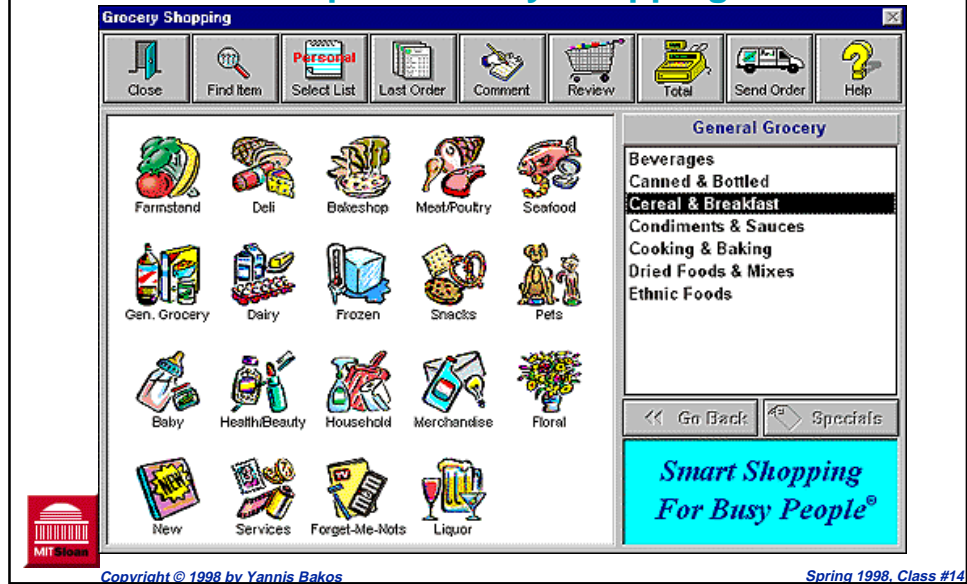 Grocery Shopping
Personal
Close Find Item Select List Last Order Comment Review Total Send Order Help
Farmstand Deli Bakeshop Meat/Poultry Seafood
Gen. Grocery Dairy Frozen Snacks Pets
Baby Health/Beauty Household Merchandise Floral
NEW
New Services Forget-Me-Nots Liquor
General Grocery
Beverages
Canned & Bottled
Cereal & Breakfast
Condiments & Sauces
Cooking & Baking
Dried Foods & Mixes
Ethnic Foods
<< Go Back Specials
Smart Shopping
For Busy People®
MIT Sloan
Copyright © 1998 by Yannis Bakos Spring 1998, Class #14